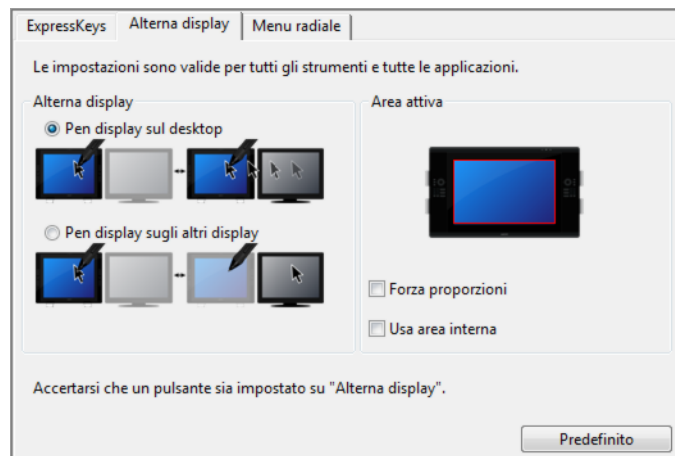 ExpressKeys
Alterna display
Menu radiale
Le impostazioni sono valide per tutti gli strumenti e tutte le applicazioni.
Alterna display
Pen display sul desktop
Pen display sugli altri display
Area attiva
Forza proporzioni
Usa area interna
Accertarsi che un pulsante sia impostato su "Alterna display".
Predefinito